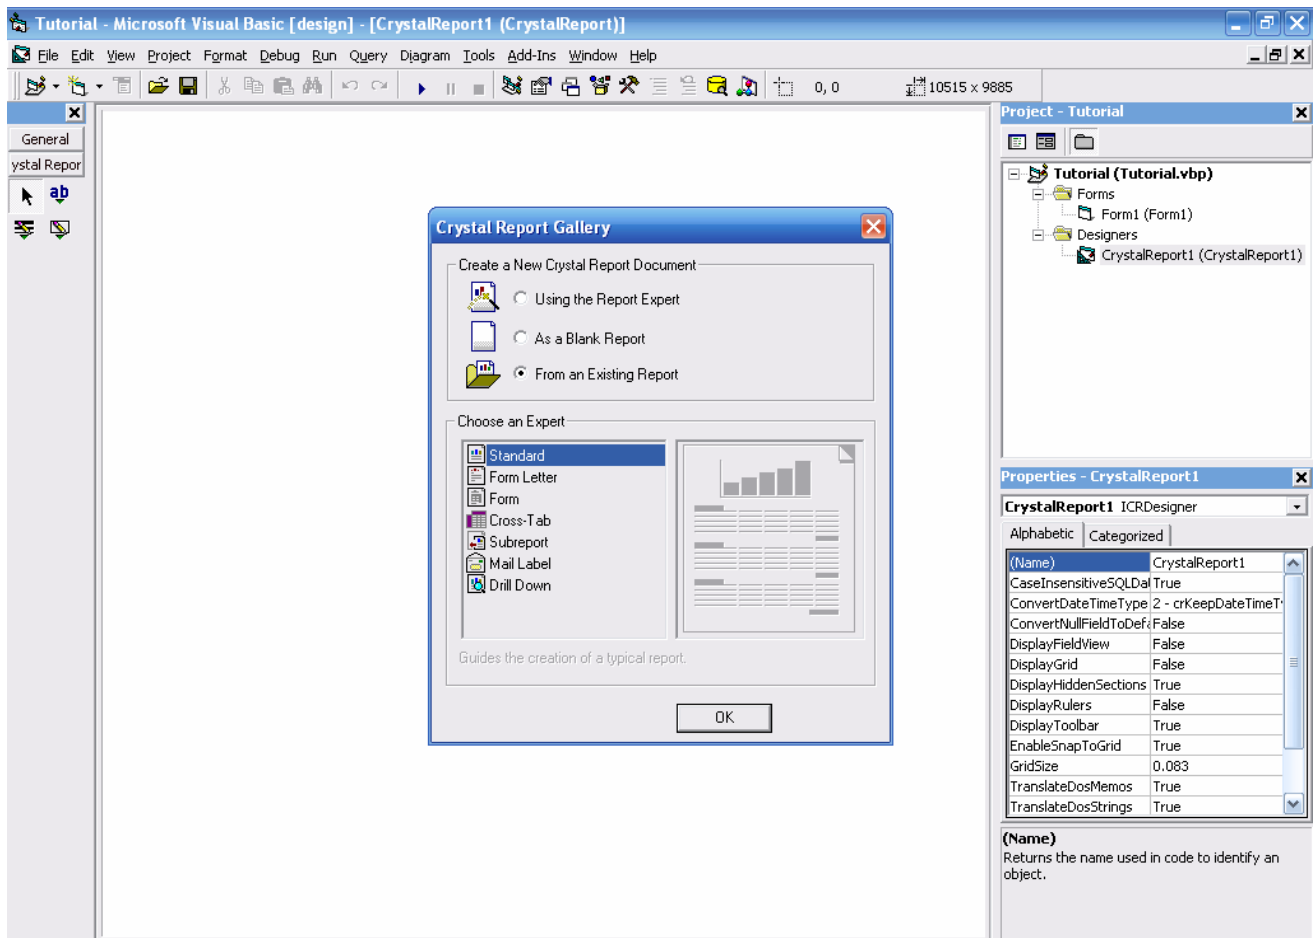 Tutorial - Microsoft Visual Basic [design] - [CrystalReport1 (CrystalReport)]
File Edit View Project Format Debug Run Query Diagram Tools Add-Ins Window Help
0, 0 10515 x 9885
General
ystal Repor
ab
Crystal Report Gallery
Create a New Crystal Report Document
Using the Report Expert
As a Blank Report
From an Existing Report
Choose an Expert
Standard
Form Letter
Form
Cross-Tab
Subreport
Mail Label
Drill Down
Guides the creation of a typical report.
OK
Project - Tutorial
Tutorial (Tutorial.vbp)
Forms
Form1 (Form1)
Designers
CrystalReport1 (CrystalReport1)
Properties - CrystalReport1
CrystalReport1 ICRDesigner
Alphabetic Categorized
(Name) CrystalReport1
CaseInsensitiveSQLDat True
ConvertDateTimeType 2 - crKeepDateTimeT
ConvertNullFieldToDefa False
DisplayFieldView False
DisplayGrid False
DisplayHiddenSections True
DisplayRulers False
DisplayToolbar True
EnableSnapToGrid True
GridSize 0.083
TranslateDosMemos True
TranslateDosStrings True
(Name)
Returns the name used in code to identify an
object.